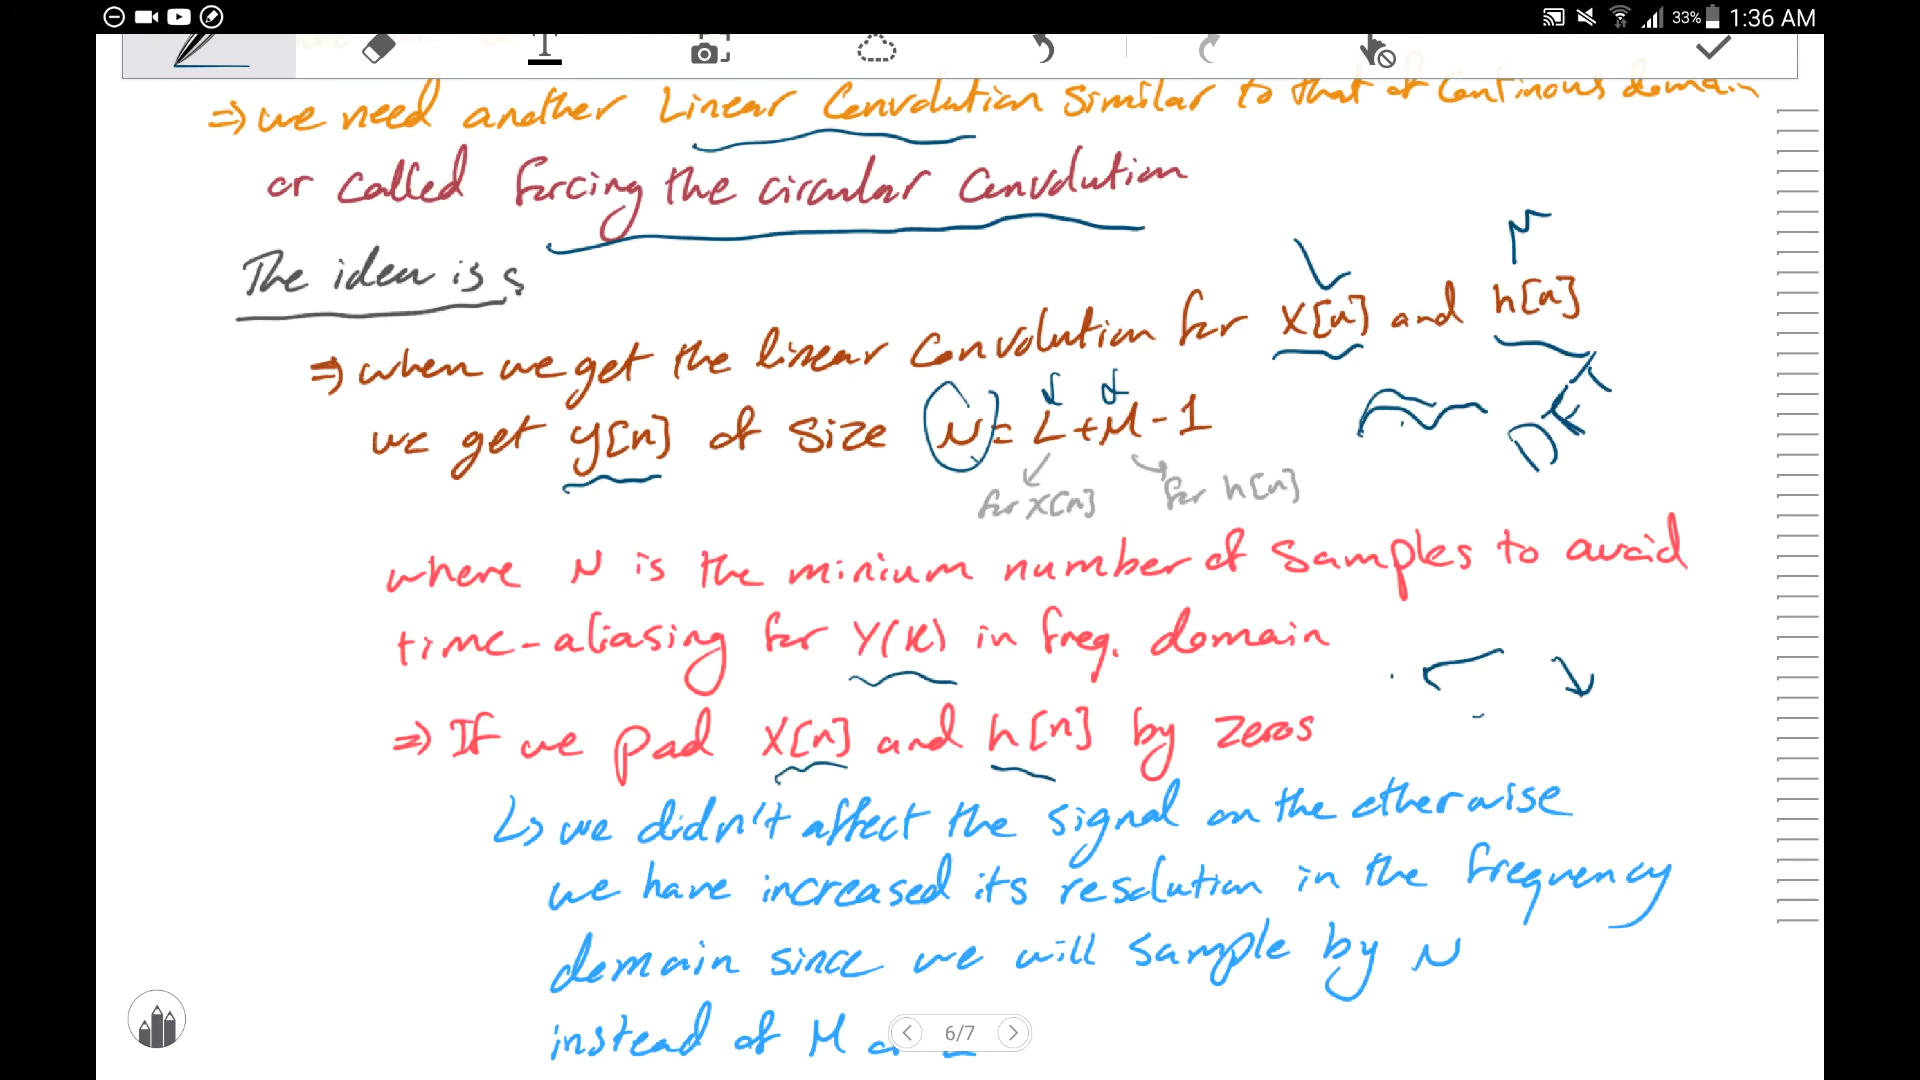 33% 1:36 AM
T
⇒ we need another Linear Convolution similar to that of Continous domain
or called forcing the circular Convolution
The idea is :
⇒ when we get the linear Convolution for X[n] and h[n]
we get y[n] of size N = L + M - 1
for X[n] for h[n]
DFT
where N is the minium number of samples to avoid
time-aliasing for Y(K) in freq. domain
⇒ If we pad X[n] and h[n] by zeros
↳ we didn't affect the signal on the otherwise
we have increased its resolution in the frequency
domain since we will sample by N
instead of M
6/7